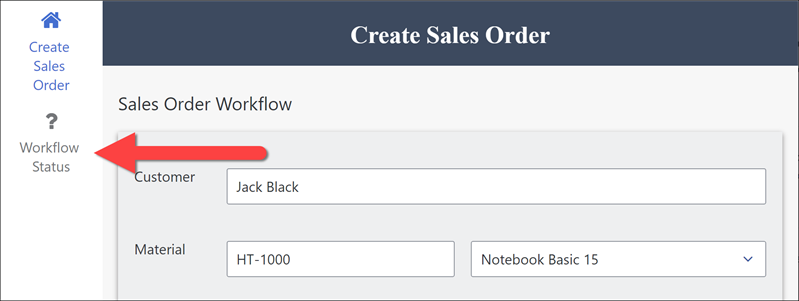 Create Sales Order
Create
Sales
Order
?
Workflow
Status
Sales Order Workflow
Customer
Jack Black
Material
HT-1000
Notebook Basic 15